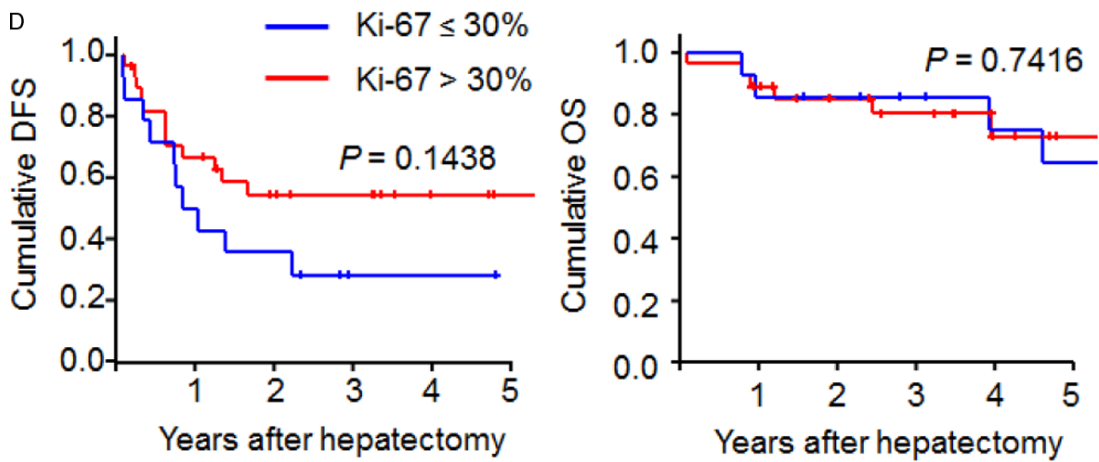 D
Ki-67 ≤ 30%
Ki-67 > 30%
Cumulative DFS
1.0
0.8
0.6
0.4
0.2
0.0
P = 0.1438
1 2 3 4 5
Years after hepatectomy
Cumulative OS
1.0
0.8
0.6
0.4
0.2
0.0
P = 0.7416
1 2 3 4 5
Years after hepatectomy